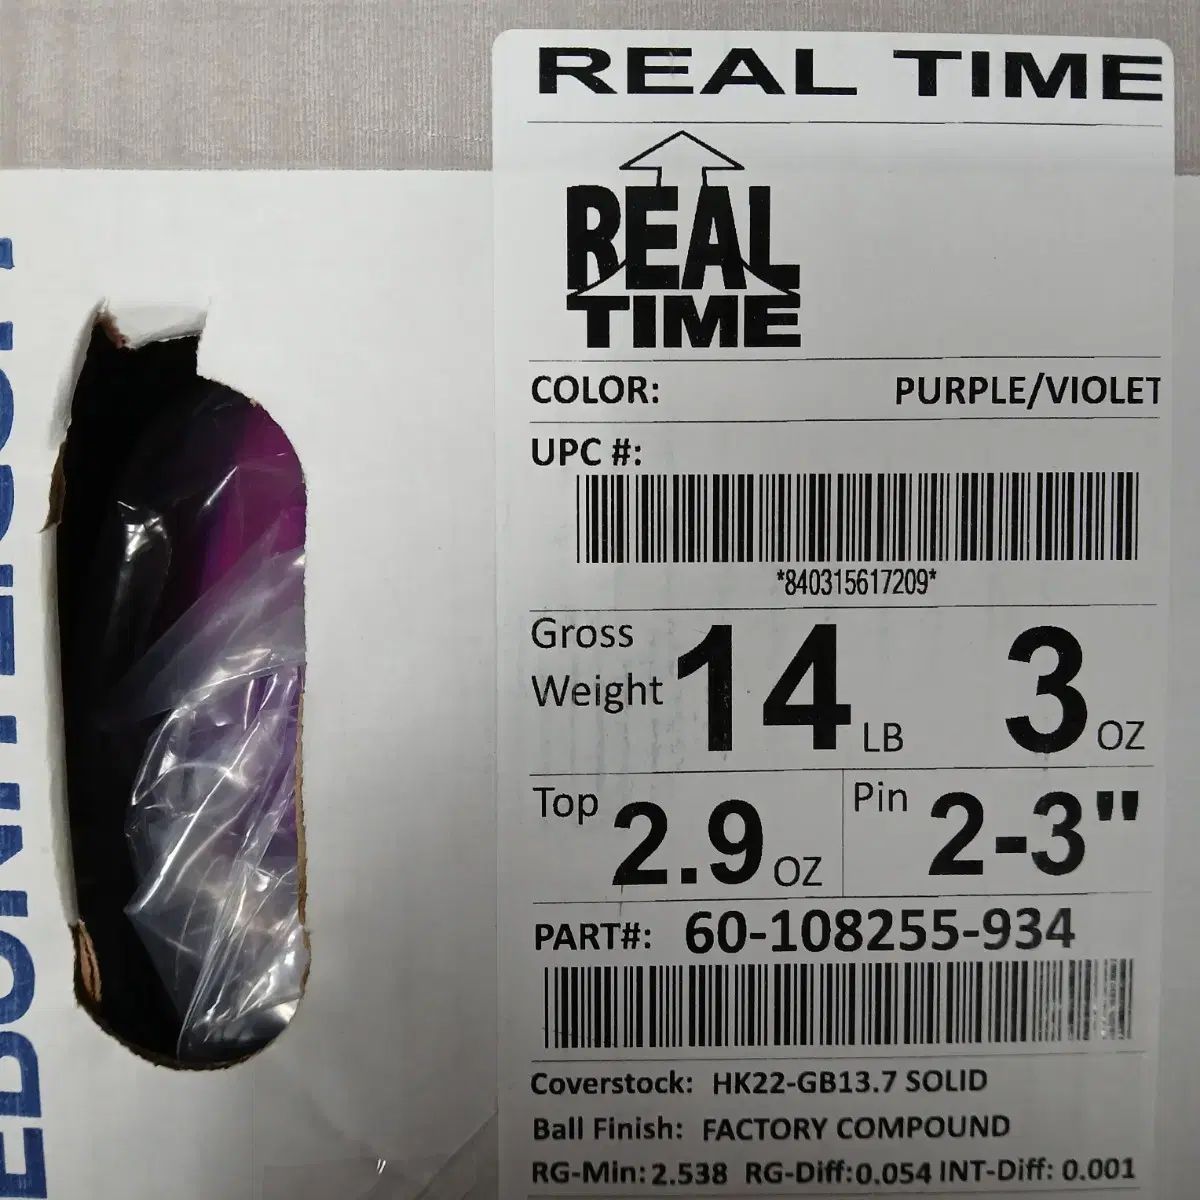 REAL TIME
REAL
TIME
COLOR: PURPLE/VIOLET
UPC #:
*840315617209*
Gross
Weight 14 LB 3 OZ
Top 2.9 OZ Pin 2-3"
PART#: 60-108255-934
Coverstock: HK22-GB13.7 SOLID
Ball Finish: FACTORY COMPOUND
RG-Min: 2.538 RG-Diff: 0.054 INT-Diff: 0.001